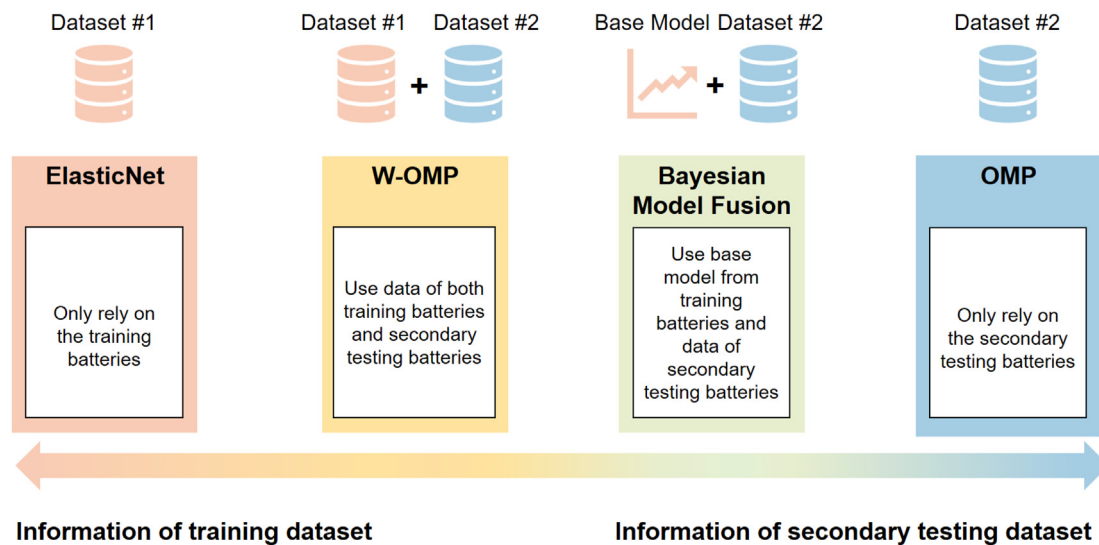 Dataset #1
Dataset #1
Dataset #2
Base Model
Dataset #2
Dataset #2
+
+
ElasticNet
Only rely on
the training
batteries
W-OMP
Use data of both
training batteries
and secondary
testing batteries
Bayesian
Model Fusion
Use base
model from
training
batteries and
data of
secondary
testing batteries
OMP
Only rely on
the secondary
testing batteries
Information of training dataset
Information of secondary testing dataset